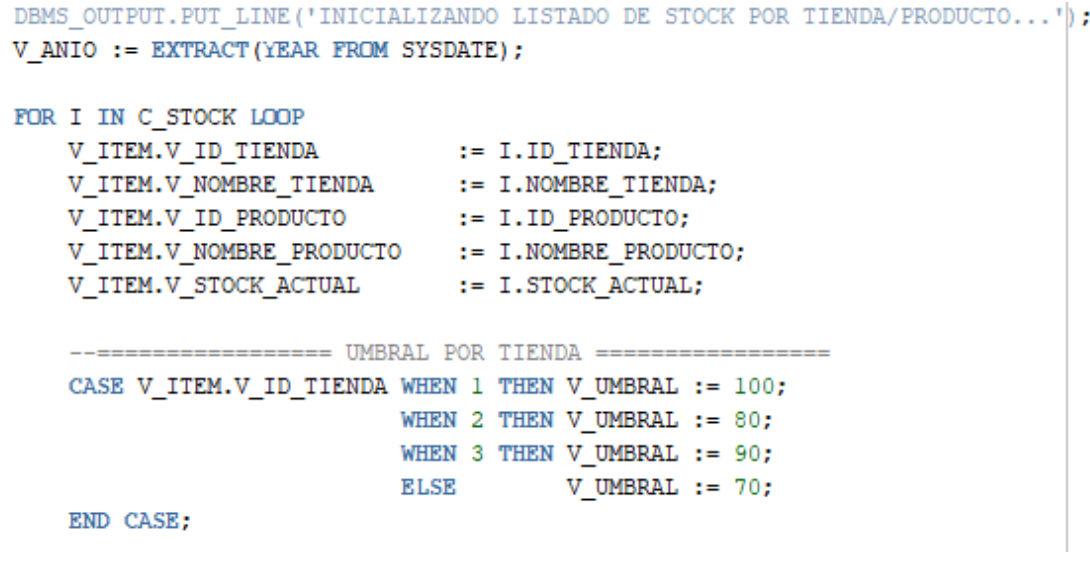 DBMS_OUTPUT.PUT_LINE('INICIALIZANDO LISTADO DE STOCK POR TIENDA/PRODUCTO...');
V_ANIO := EXTRACT(YEAR FROM SYSDATE);
FOR I IN C_STOCK LOOP
V_ITEM.V_ID_TIENDA := I.ID_TIENDA;
V_ITEM.V_NOMBRE_TIENDA := I.NOMBRE_TIENDA;
V_ITEM.V_ID_PRODUCTO := I.ID_PRODUCTO;
V_ITEM.V_NOMBRE_PRODUCTO := I.NOMBRE_PRODUCTO;
V_ITEM.V_STOCK_ACTUAL := I.STOCK_ACTUAL;
--================= UMBRAL POR TIENDA =================
CASE V_ITEM.V_ID_TIENDA WHEN 1 THEN V_UMBRAL := 100;
WHEN 2 THEN V_UMBRAL := 80;
WHEN 3 THEN V_UMBRAL := 90;
ELSE V_UMBRAL := 70;
END CASE;